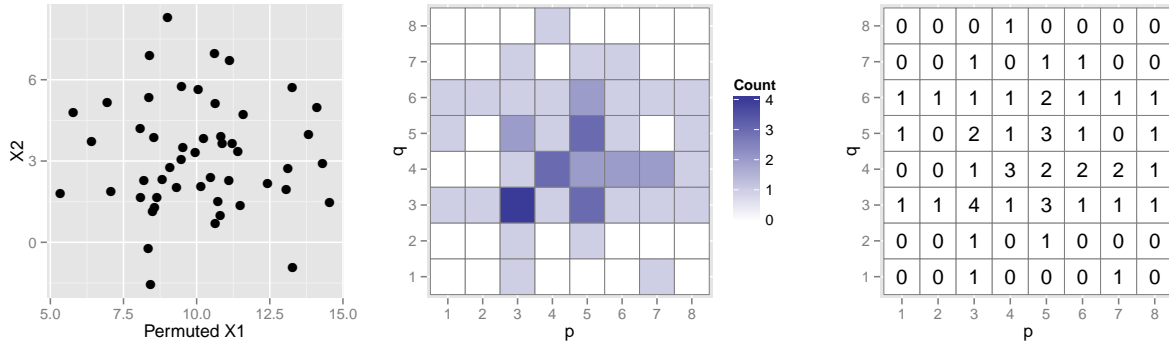 6
3
0
X2
5.0 7.5 10.0 12.5 15.0
Permuted X1
8
7
6
5
4
3
2
1
q
1 2 3 4 5 6 7 8
p
Count
4
3
2
1
0
8 0 0 0 1 0 0 0 0
7 0 0 1 0 1 1 0 0
6 1 1 1 1 2 1 1 1
5 1 0 2 1 3 1 0 1
4 0 0 1 3 2 2 2 1
3 1 1 4 1 3 1 1 1
2 0 0 1 0 1 0 0 0
1 0 0 1 0 0 0 1 0
q
1 2 3 4 5 6 7 8
p